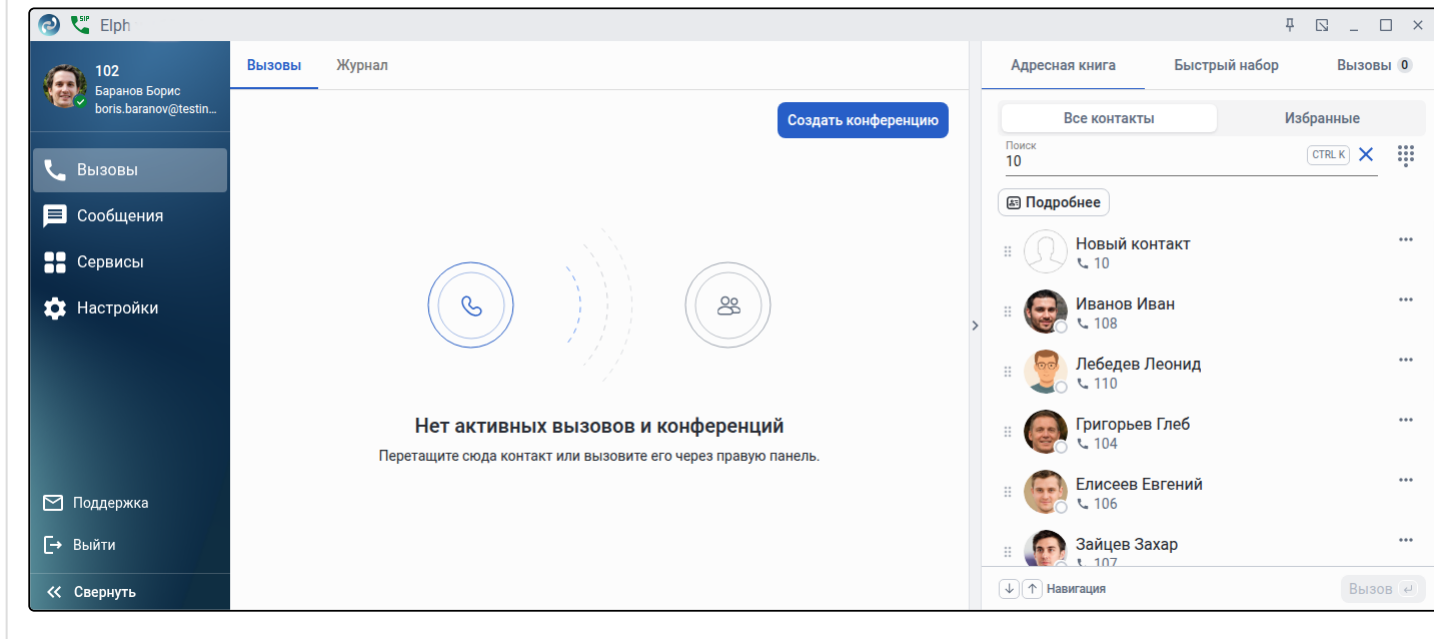 SIP
Elph
102
Баранов Борис
boris.baranov@testin...
Вызовы
Сообщения
Сервисы
Настройки
Поддержка
Выйти
Свернуть
Вызовы Журнал
Создать конференцию
Нет активных вызовов и конференций
Перетащите сюда контакт или вызовите его через правую панель.
Адресная книга Быстрый набор Вызовы 0
Все контакты Избранные
Поиск
10 CTRL K
Подробнее
Новый контакт
10
Иванов Иван
108
Лебедев Леонид
110
Григорьев Глеб
104
Елисеев Евгений
106
Зайцев Захар
107
Навигация Вызов